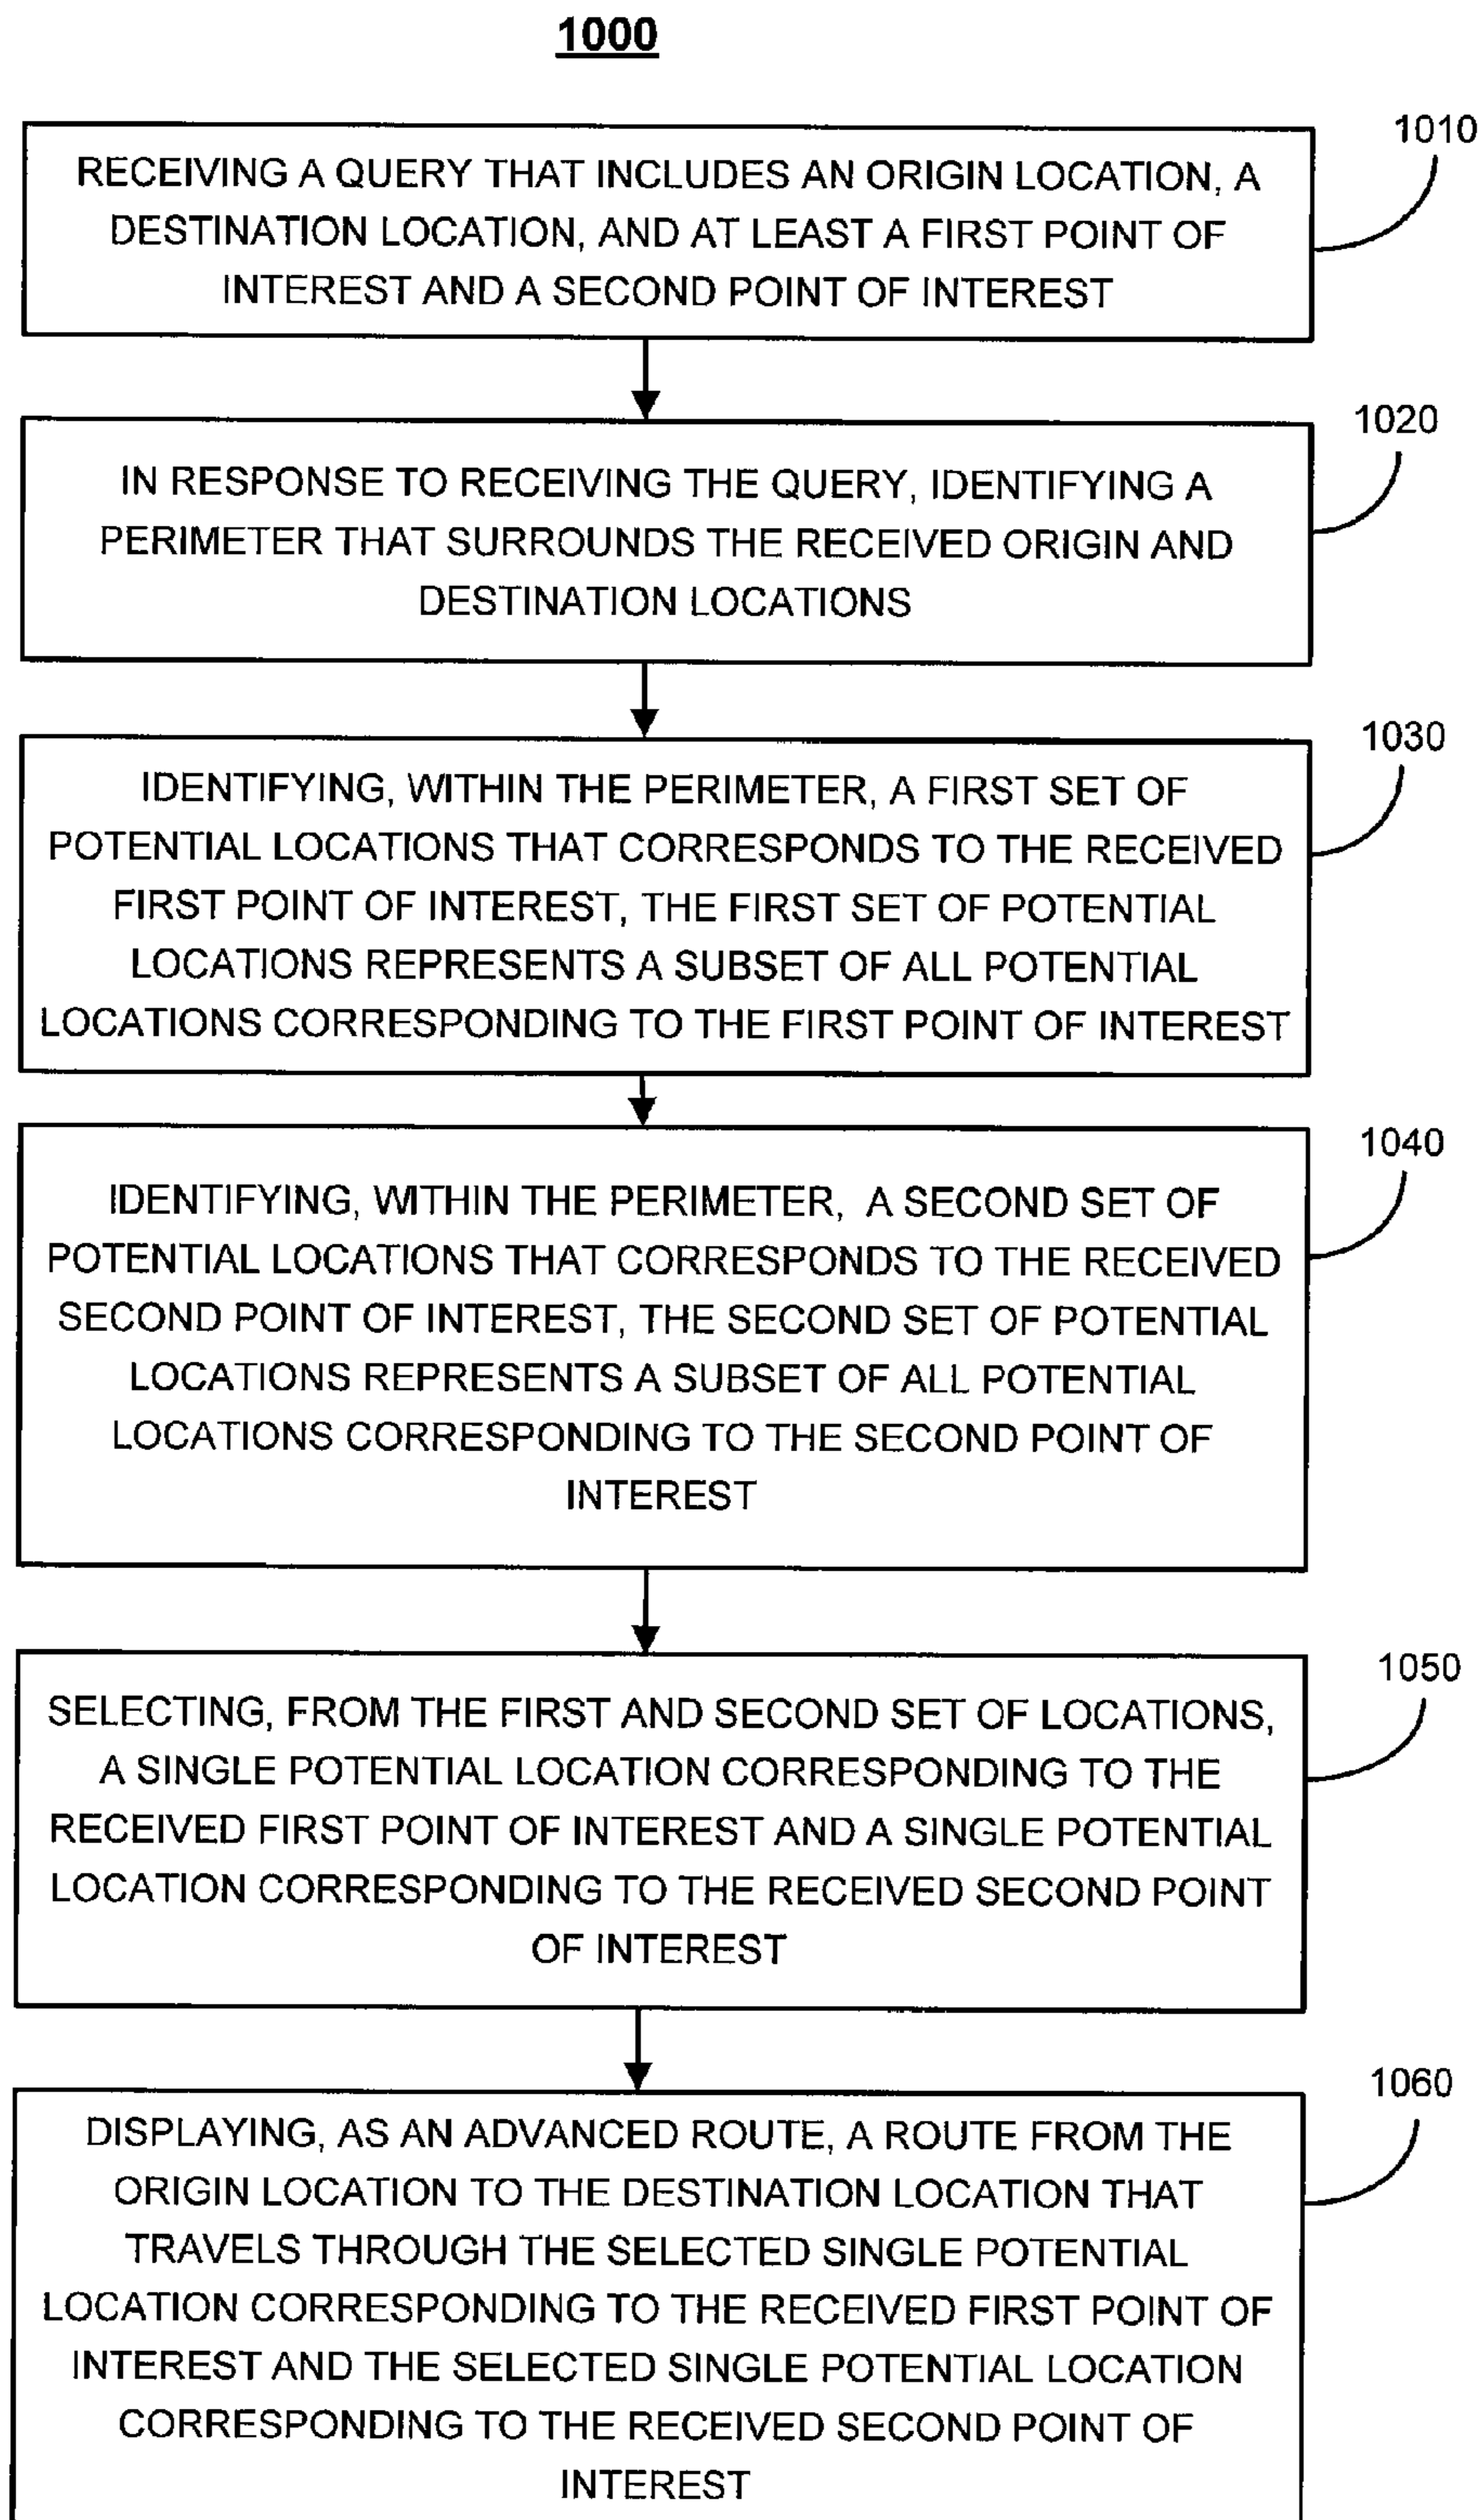 1000
1010
RECEIVING A QUERY THAT INCLUDES AN ORIGIN LOCATION, A
DESTINATION LOCATION, AND AT LEAST A FIRST POINT OF
INTEREST AND A SECOND POINT OF INTEREST
1020
IN RESPONSE TO RECEIVING THE QUERY, IDENTIFYING A
PERIMETER THAT SURROUNDS THE RECEIVED ORIGIN AND
DESTINATION LOCATIONS
1030
IDENTIFYING, WITHIN THE PERIMETER, A FIRST SET OF
POTENTIAL LOCATIONS THAT CORRESPONDS TO THE RECEIVED
FIRST POINT OF INTEREST, THE FIRST SET OF POTENTIAL
LOCATIONS REPRESENTS A SUBSET OF ALL POTENTIAL
LOCATIONS CORRESPONDING TO THE FIRST POINT OF INTEREST
1040
IDENTIFYING, WITHIN THE PERIMETER, A SECOND SET OF
POTENTIAL LOCATIONS THAT CORRESPONDS TO THE RECEIVED
SECOND POINT OF INTEREST, THE SECOND SET OF POTENTIAL
LOCATIONS REPRESENTS A SUBSET OF ALL POTENTIAL
LOCATIONS CORRESPONDING TO THE SECOND POINT OF
INTEREST
1050
SELECTING, FROM THE FIRST AND SECOND SET OF LOCATIONS,
A SINGLE POTENTIAL LOCATION CORRESPONDING TO THE
RECEIVED FIRST POINT OF INTEREST AND A SINGLE POTENTIAL
LOCATION CORRESPONDING TO THE RECEIVED SECOND POINT
OF INTEREST
1060
DISPLAYING, AS AN ADVANCED ROUTE, A ROUTE FROM THE
ORIGIN LOCATION TO THE DESTINATION LOCATION THAT
TRAVELS THROUGH THE SELECTED SINGLE POTENTIAL
LOCATION CORRESPONDING TO THE RECEIVED FIRST POINT OF
INTEREST AND THE SELECTED SINGLE POTENTIAL LOCATION
CORRESPONDING TO THE RECEIVED SECOND POINT OF
INTEREST